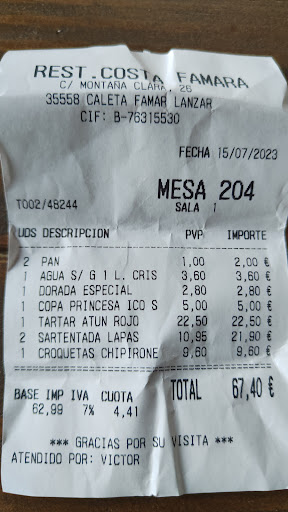 REST.COSTA FAMARA
C/ MONTAÑA CLARA, 26
35558 CALETA FAMAR LANZAR
CIF: B-76315530
FECHA 15/07/2023
MESA 204
T002/48244 SALA 1
UDS DESCRIPCION PVP IMPORTE
2 PAN 1,00 2,00 €
1 AGUA S/ G 1 L. CRIS 3,60 3,60 €
1 DORADA ESPECIAL 2,80 2,80 €
1 COPA PRINCESA ICO S 5,00 5,00 €
1 TARTAR ATUN ROJO 22,50 22,50 €
2 SARTENTADA LAPAS 10,95 21,90 €
1 CROQUETAS CHIPIRONE 9,60 9,60 €
BASE IMP IVA CUOTA TOTAL 67,40 €
62,99 7% 4,41
*** GRACIAS POR SU VISITA ***
ATENDIDO POR: VICTOR